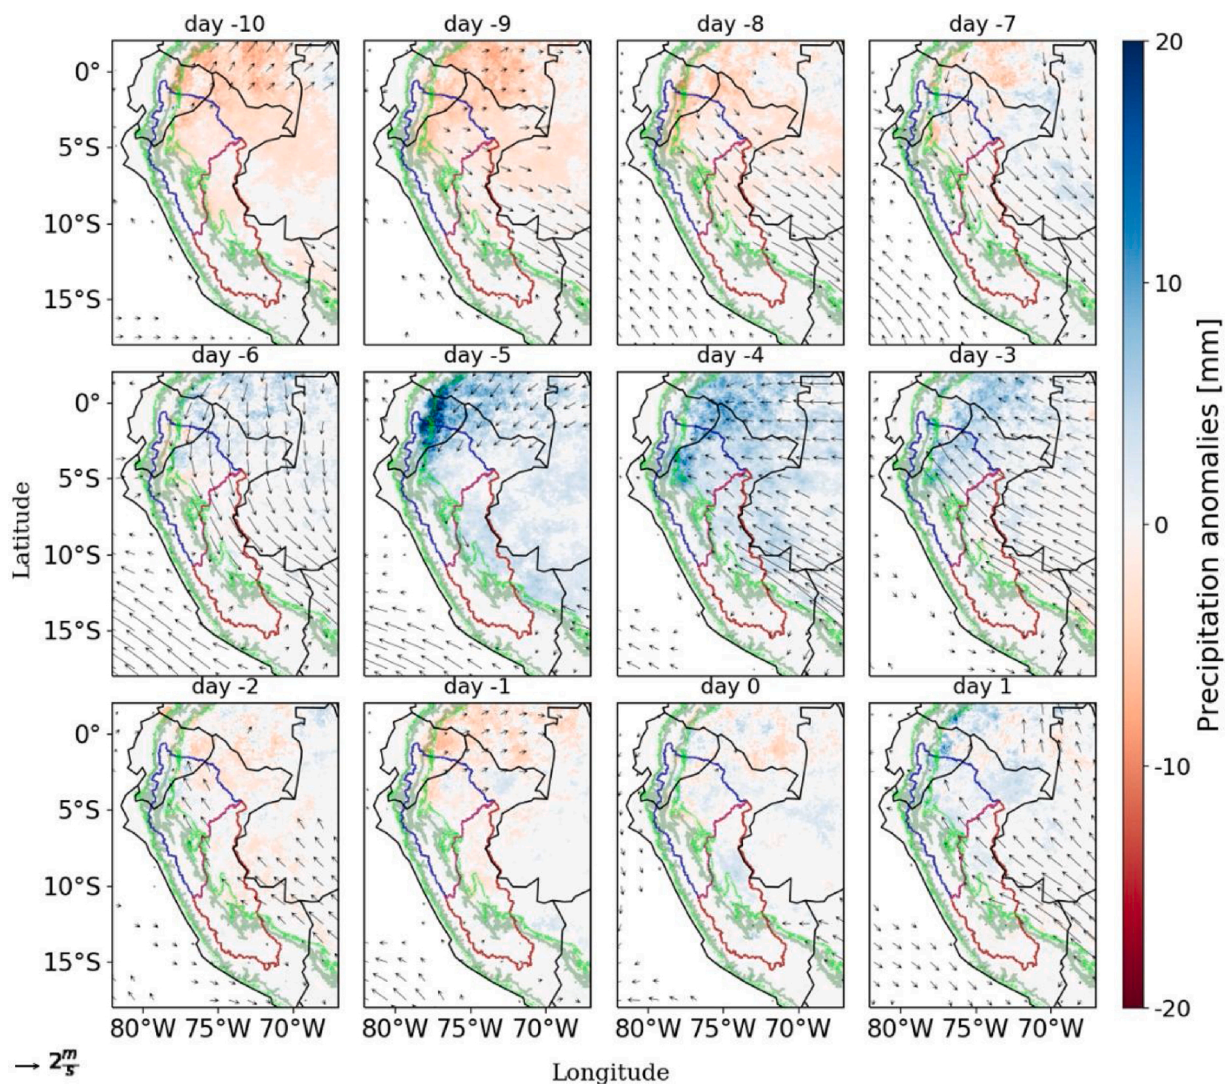 day -10 day -9 day -8 day -7
0°
5°S
10°S
15°S
day -6 day -5 day -4 day -3
0°
5°S
10°S
15°S
day -2 day -1 day 0 day 1
0°
5°S
10°S
15°S
80°W 75° 70°W 80°W 75° 70°W 80°W 75° 70°W 80°W 75° 70°W
Latitude
Longitude
2 m/s
20
10
0
-10
-20
Precipitation anomalies [mm]